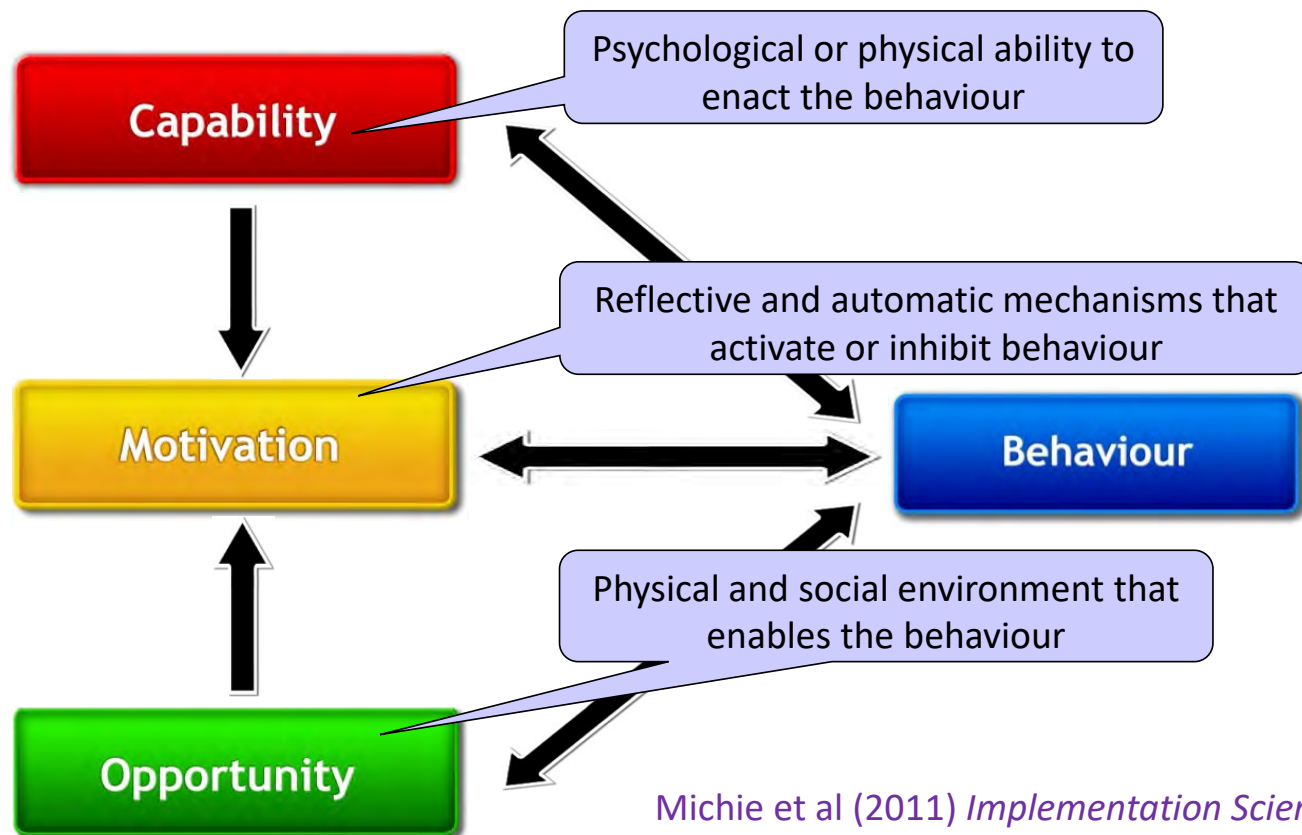 Psychological or physical ability to
enact the behaviour
Capability
Reflective and automatic mechanisms that
activate or inhibit behaviour
Motivation
Behaviour
Physical and social environment that
enables the behaviour
Opportunity
Michie et al (2011) Implementation